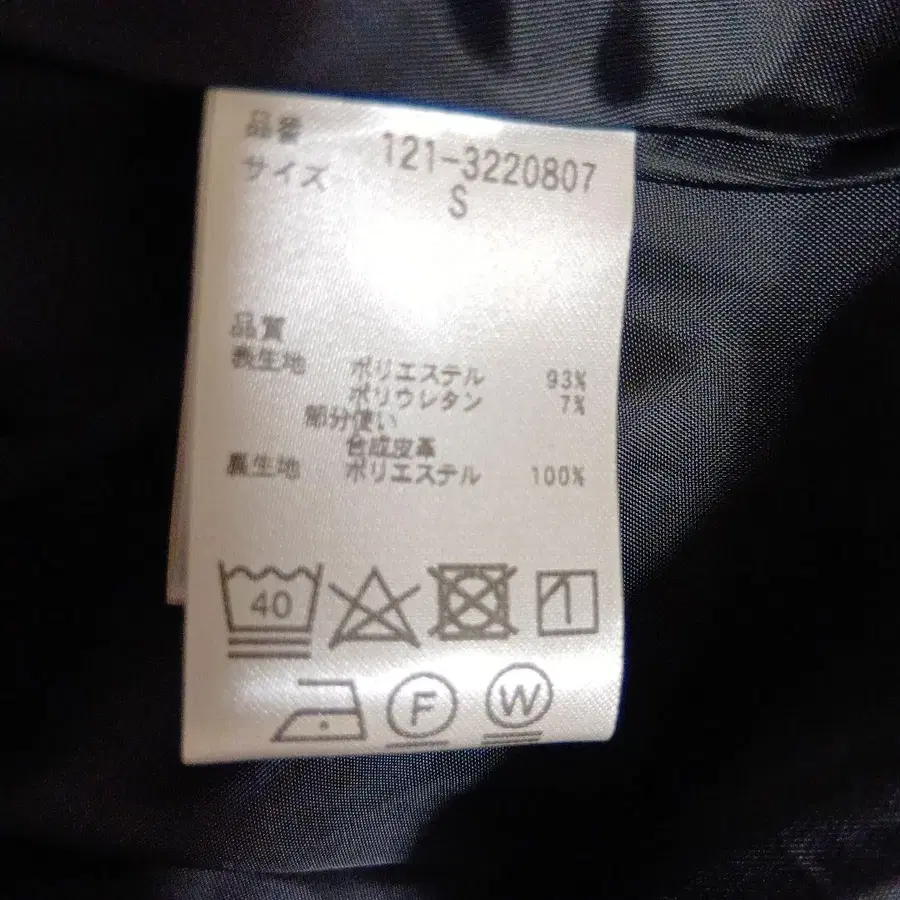 品番 121-3220807
サイズ S
品質
表生地 ポリエステル 93%
ポリウレタン 7%
部分使い
合成皮革
裏生地 ポリエステル 100%
40
F W